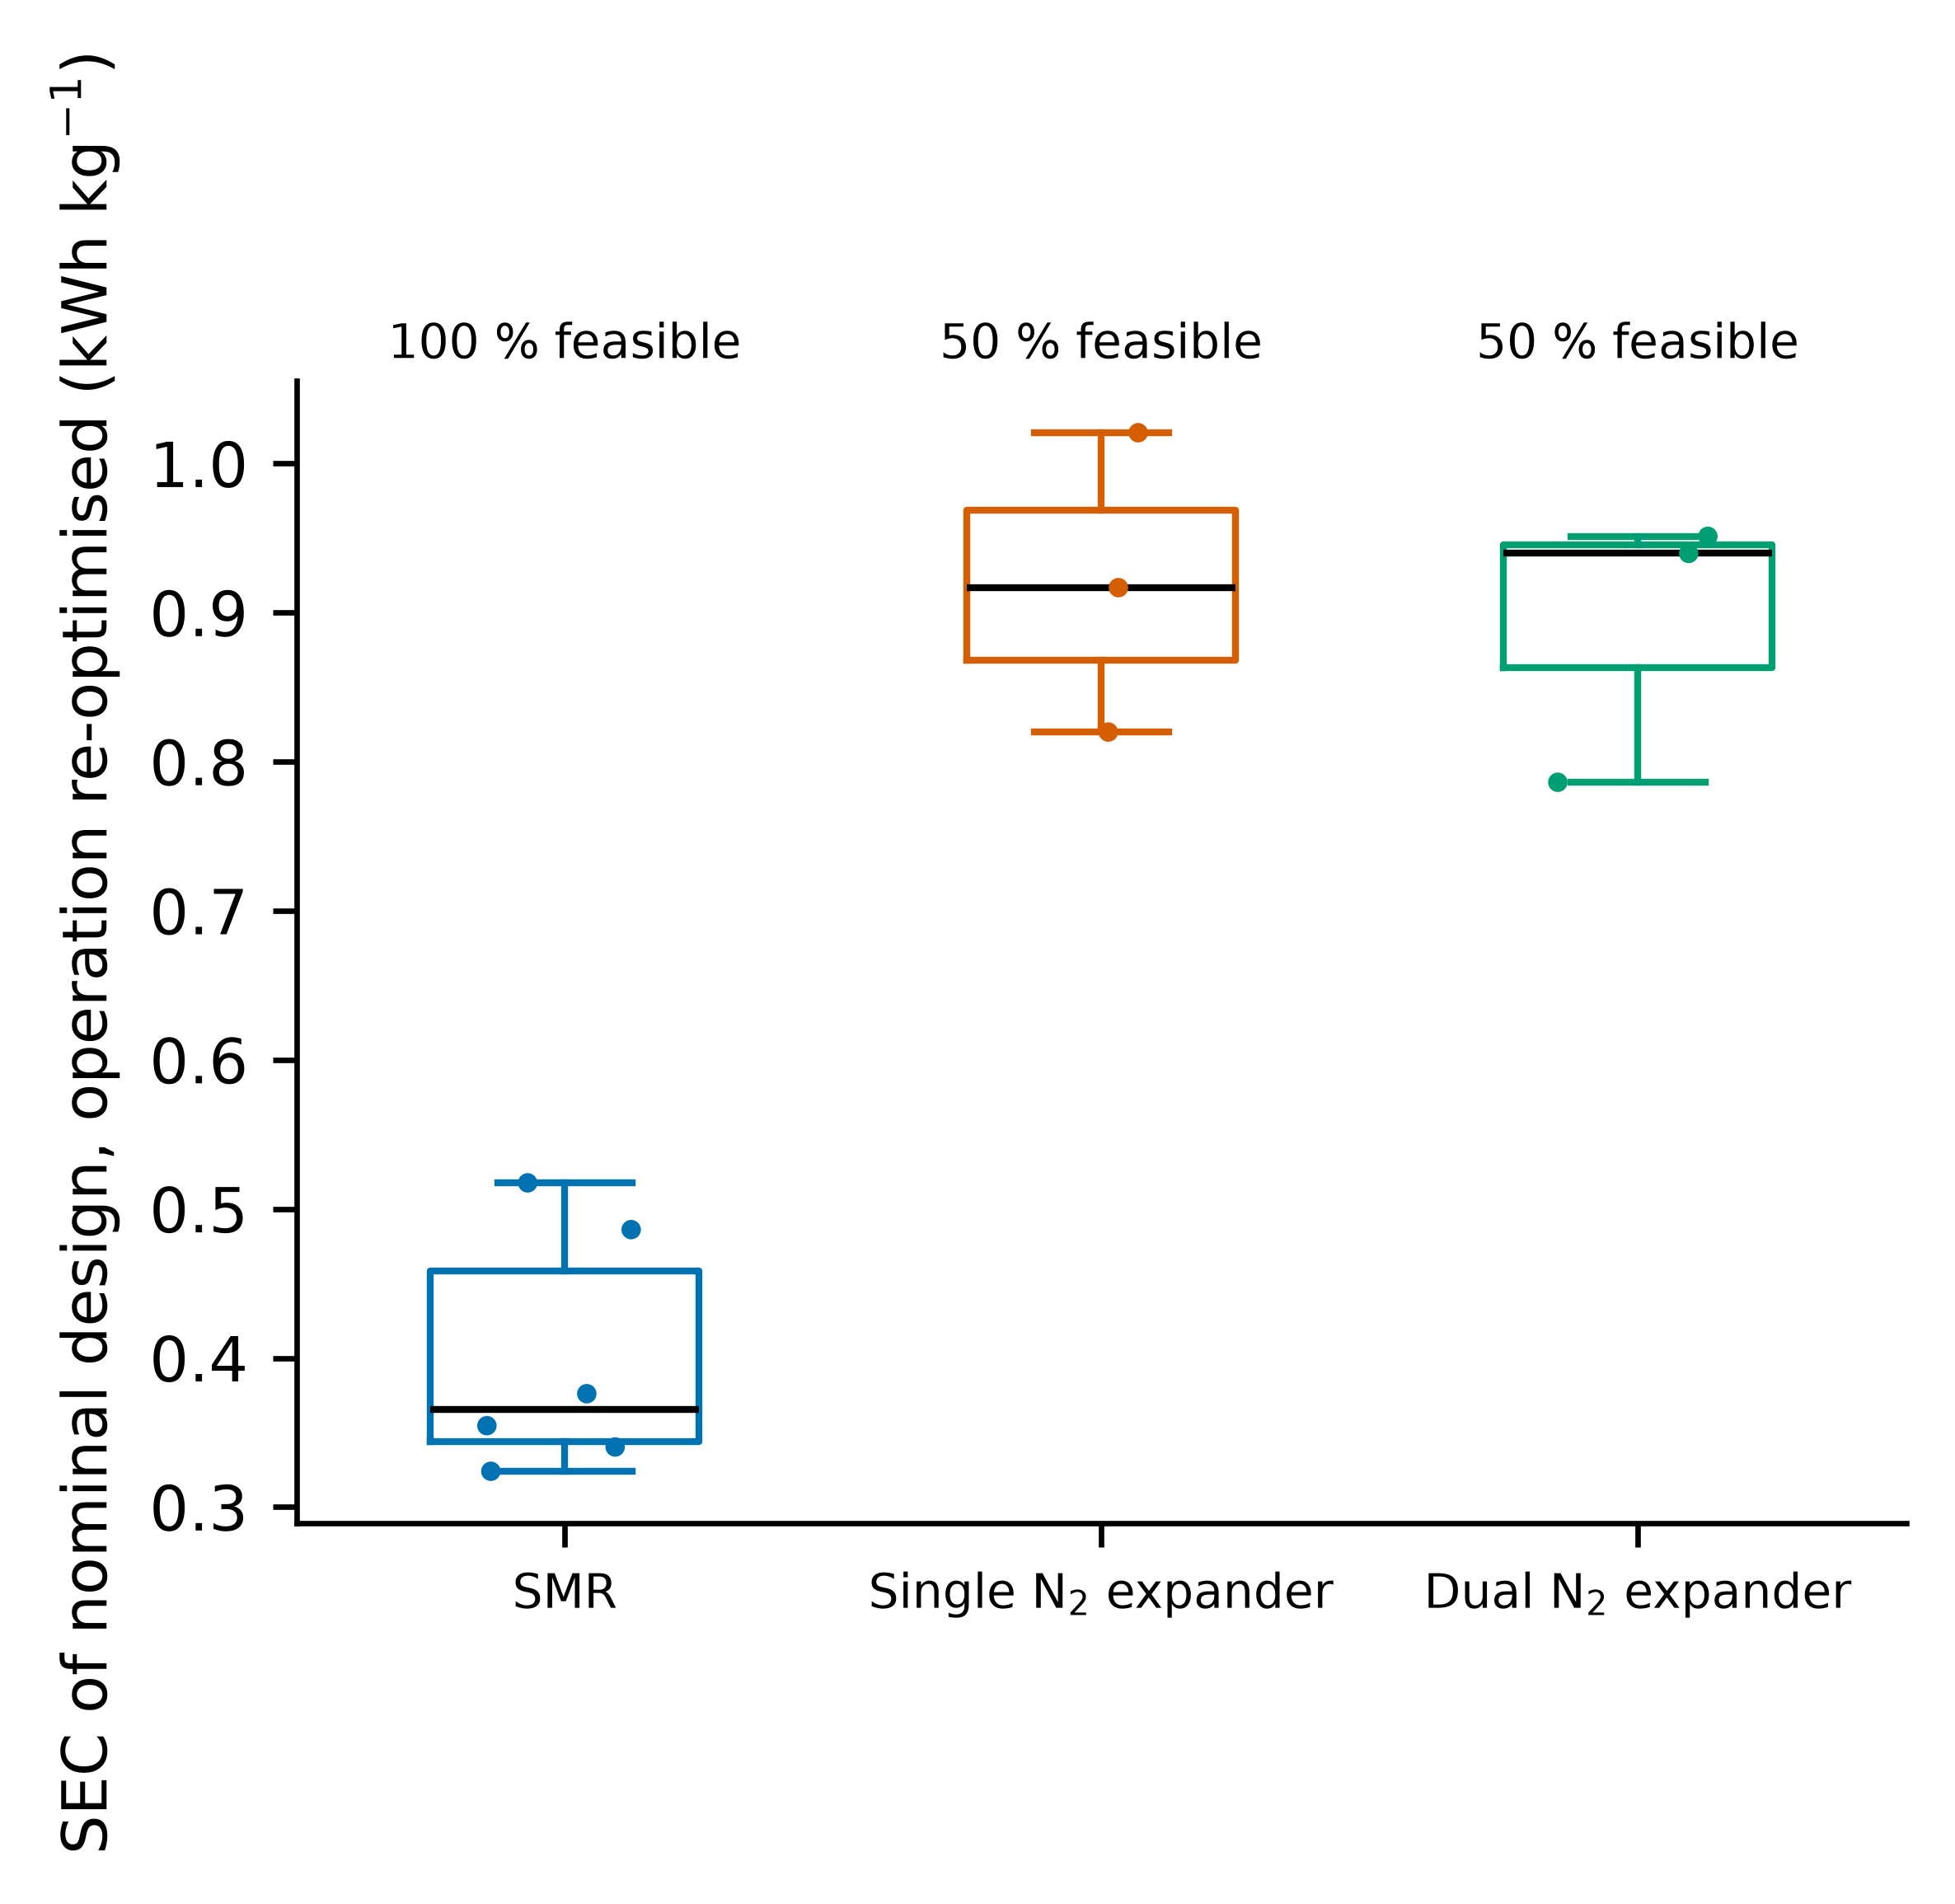 SEC of nominal design, operation re-optimised (kWh kg⁻¹)
100 % feasible
50 % feasible
50 % feasible
1.0
0.9
0.8
0.7
0.6
0.5
0.4
0.3
SMR
Single N₂ expander
Dual N₂ expander